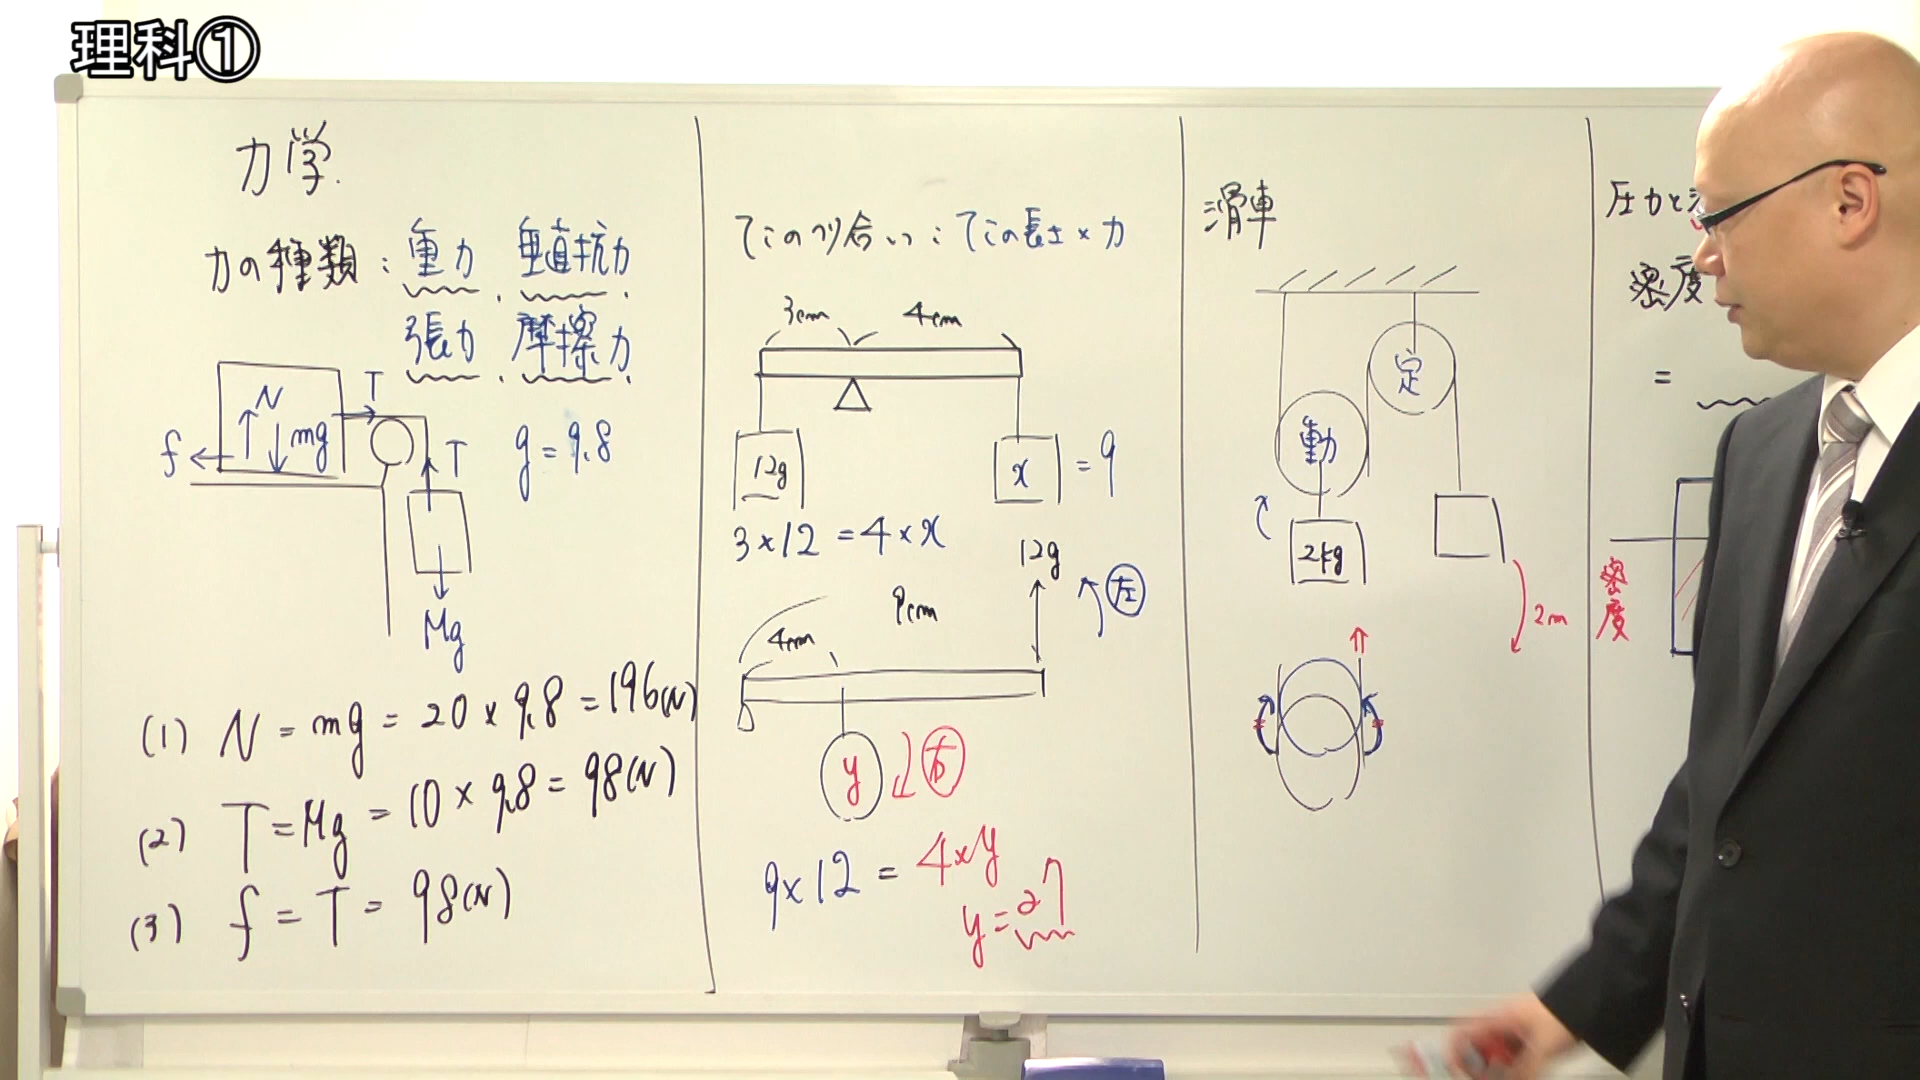 理科①
力学.
力の種類：重力、垂直抗力、
張力、摩擦力、
N
mg
f
T
T
Mg
g = 9.8
(1) N = mg = 20 × 9.8 = 196(N)
(2) T = Mg = 10 × 9.8 = 98(N)
(3) f = T = 98(N)
てこのつり合い：てこの長さ × 力
3cm
4cm
12g
x = 9
3 × 12 = 4 × x
12g
左
9cm
4cm
y
右
9 × 12 = 4 × y
y = 27
滑車
定
動
2kg
2m
圧力と
密度
=
密度